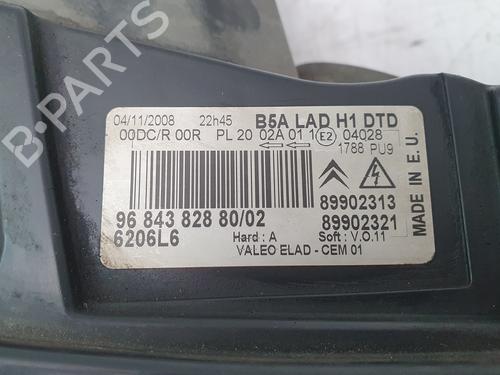 04/11/2008 22h45 B5A LAD H1 DTD
00DC/R 00R PL 20 02A 01 1 E2 04028
1788 PU9
89902313
96 843 828 80/02 89902321
6206L6 Hard : A Soft : V.O.11
VALEO ELAD - CEM 01
MADE IN E.U.
B-PARTS